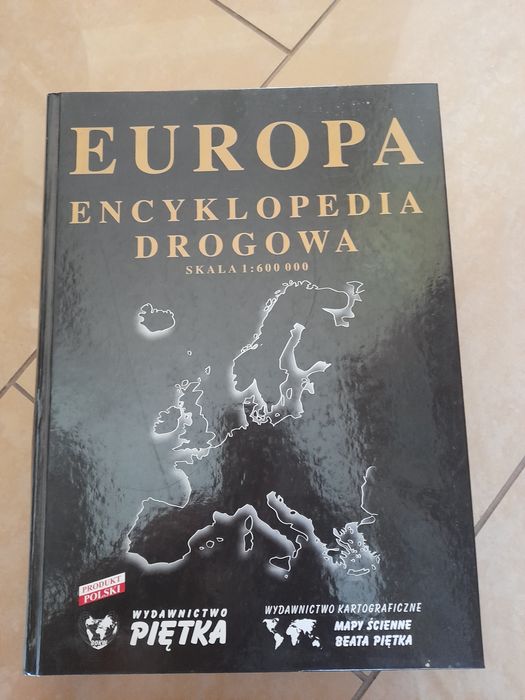 EUROPA
ENCYKLOPEDIA
DROGOWA
SKALA 1:600 000
PRODUKT
POLSKI
WYDAWNICTWO
PIĘTKA
WYDAWNICTWO KARTOGRAFICZNE
MAPY ŚCIENNE
BEATA PIĘTKA